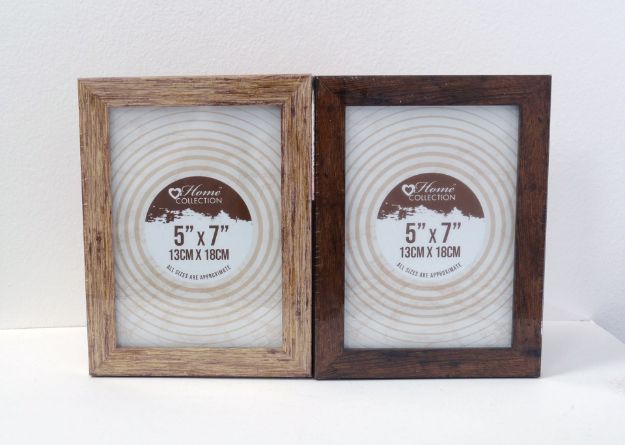 Home
COLLECTION
5” x 7”
13CM X 18CM
ALL SIZES ARE APPROXIMATE
Home
COLLECTION
5” x 7”
13CM X 18CM
ALL SIZES ARE APPROXIMATE